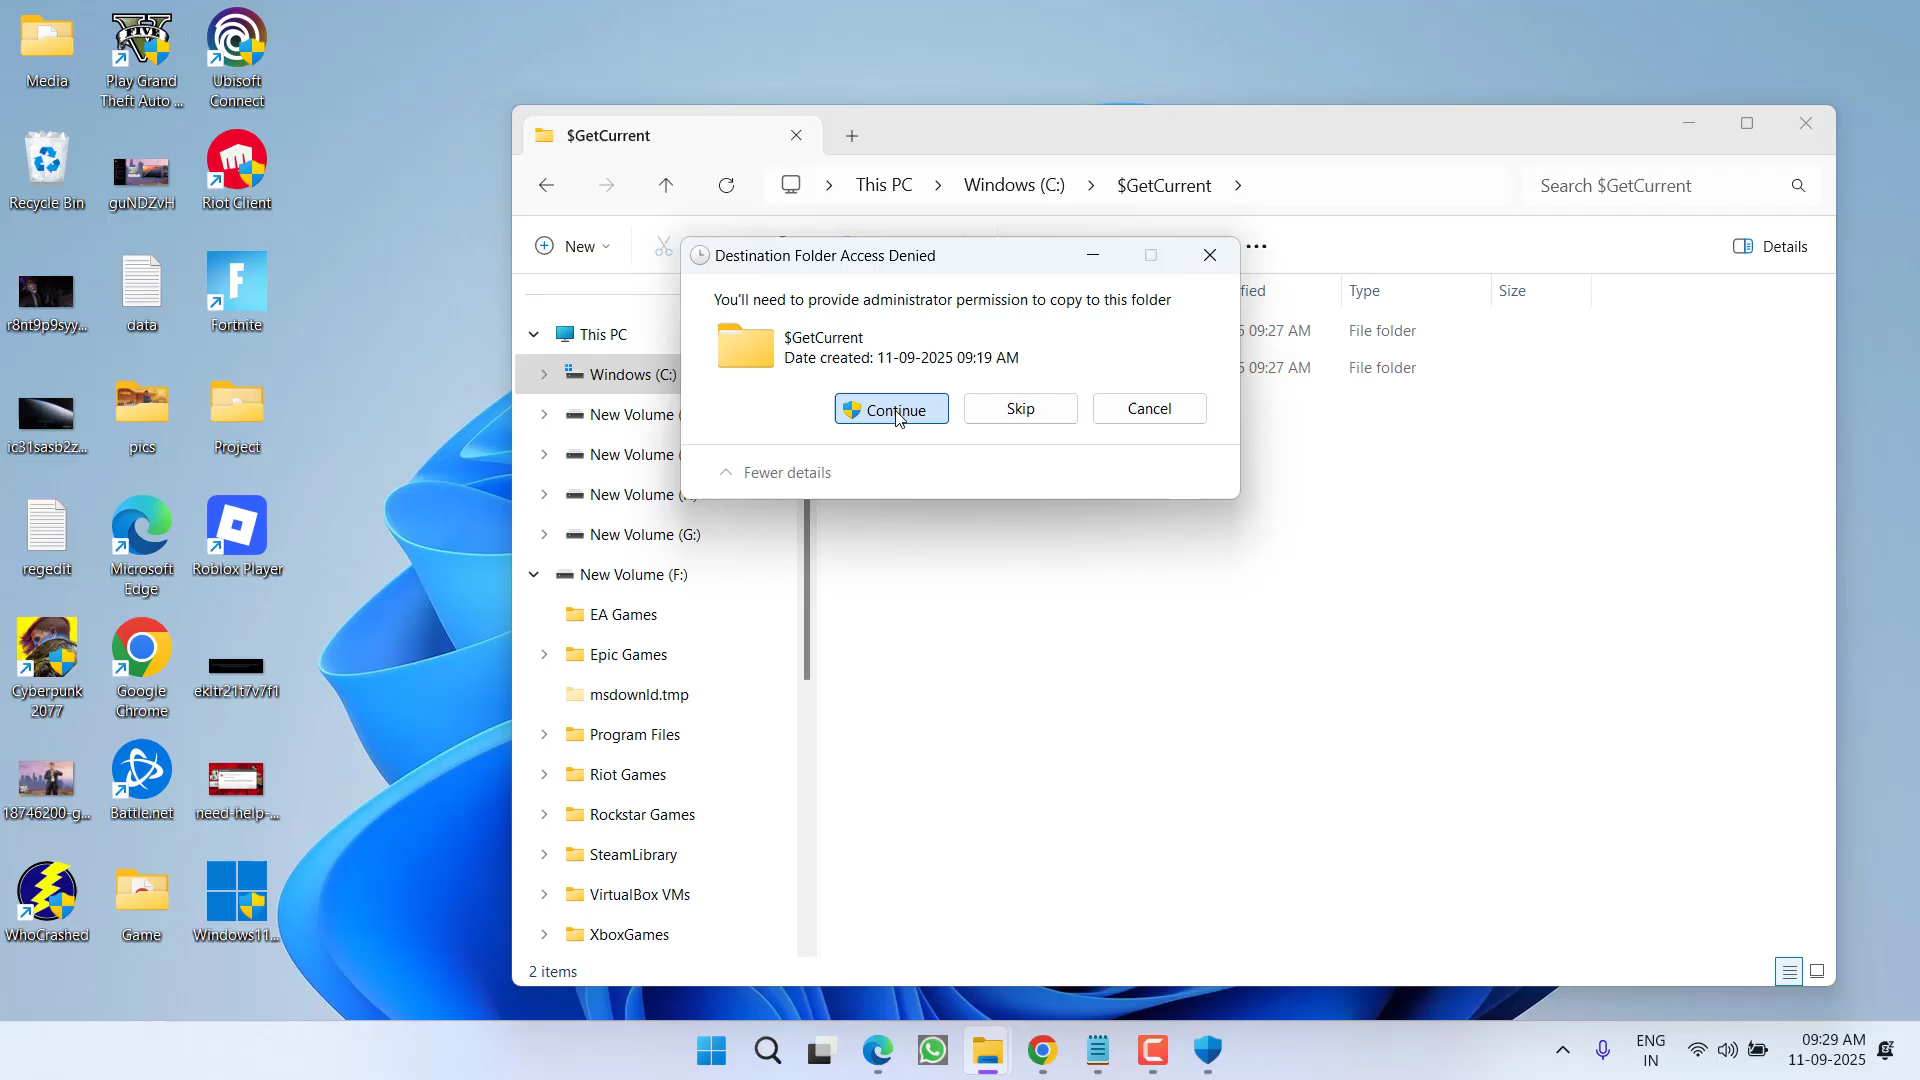 Media
Play Grand
Theft Auto ...
Ubisoft
Connect
Recycle Bin
guNDZvH
Riot Client
r8nt9p9syy...
data
Fortnite
ic31sasb2z...
pics
Project
regedit
Microsoft
Edge
Roblox Player
Cyberpunk
2077
Google
Chrome
ekltr21t7v7f1
18746200-g...
Battle.net
need-help-...
WhoCrashed
Game
Windows11...
FIVE
$GetCurrent
This PC
Windows (C:)
$GetCurrent
Search $GetCurrent
New
Details
Destination Folder Access Denied
You'll need to provide administrator permission to copy to this folder
$GetCurrent
Date created: 11-09-2025 09:19 AM
Continue
Skip
Cancel
Fewer details
Type
Size
09:27 AM
File folder
09:27 AM
File folder
This PC
Windows (C:)
New Volume
New Volume
New Volume
New Volume (G:)
New Volume (F:)
EA Games
Epic Games
msdownld.tmp
Program Files
Riot Games
Rockstar Games
SteamLibrary
VirtualBox VMs
XboxGames
2 items
ENG
IN
09:29 AM
11-09-2025